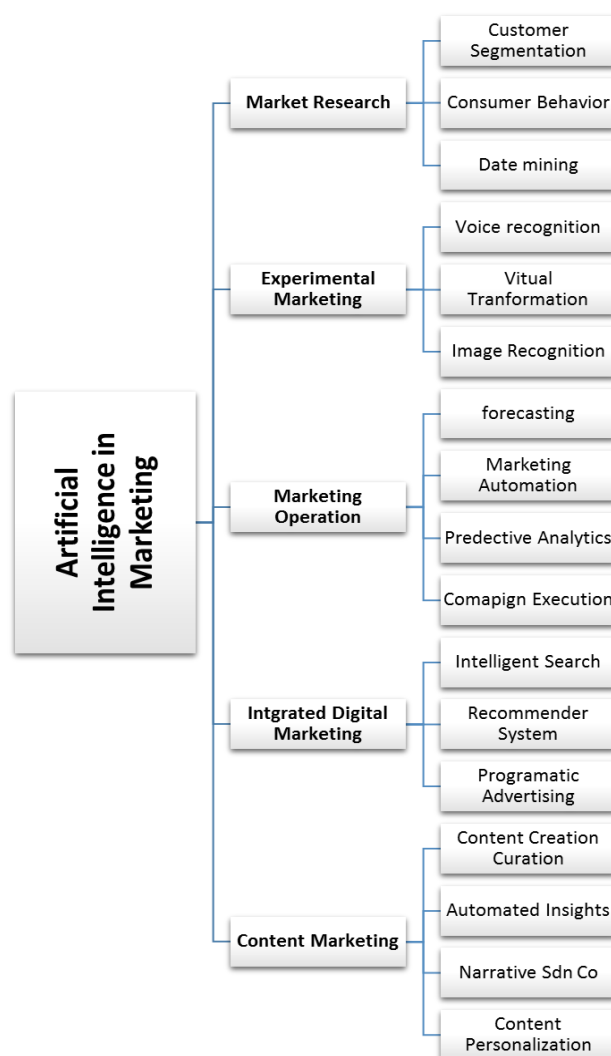 Artificial
Intelligence in
Marketing
Market Research
Customer
Segmentation
Consumer Behavior
Date mining
Experimental
Marketing
Voice recognition
Vitual
Tranformation
Image Recognition
Marketing
Operation
forecasting
Marketing
Automation
Predective Analytics
Comapign Execution
Intgrated Digital
Marketing
Intelligent Search
Recommender
System
Programatic
Advertising
Content Marketing
Content Creation
Curation
Automated Insights
Narrative Sdn Co
Content
Personalization